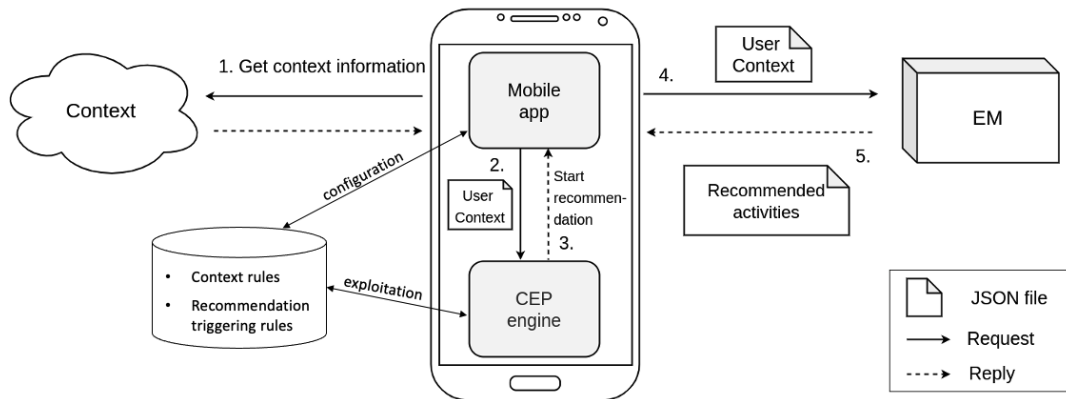 1. Get context information
Context
Mobile
app
4.
User
Context
EM
5.
Recommended
activities
configuration
2.
User
Context
Start
recommen-
dation
3.
• Context rules
• Recommendation
triggering rules
exploitation
CEP
engine
JSON file
Request
Reply